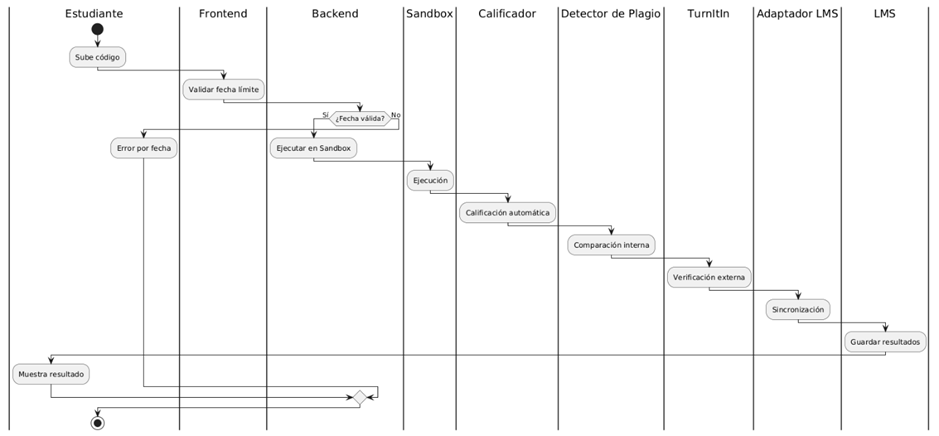 Estudiante
Frontend
Backend
Sandbox
Calificador
Detector de Plagio
TurnItIn
Adaptador LMS
LMS
Sube código
Validar fecha límite
Sí
¿Fecha válida?
No
Error por fecha
Ejecutar en Sandbox
Ejecución
Calificación automática
Comparación interna
Verificación externa
Sincronización
Guardar resultados
Muestra resultado